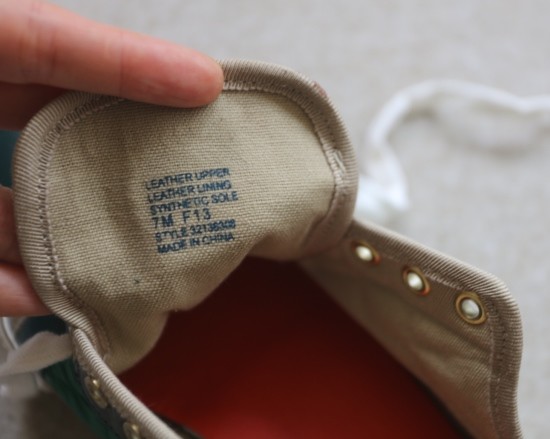 LEATHER UPPER
LEATHER LINING
SYNTHETIC SOLE
7M F13
STYLE 32136308
MADE IN CHINA